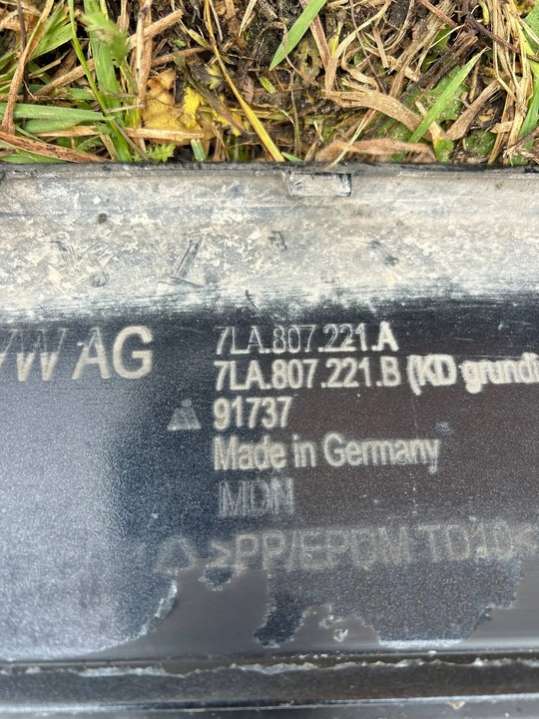 VW AG
7LA.807.221.A
7LA.807.221.B (KD grundi
91737
Made in Germany
MDN
>PP/EPDM TD10<